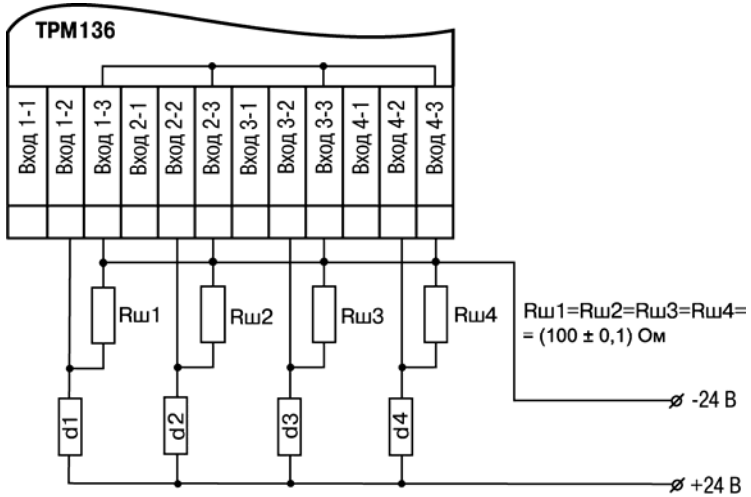 ТРМ136
Вход 1-1
Вход 1-2
Вход 1-3
Вход 2-1
Вход 2-2
Вход 2-3
Вход 3-1
Вход 3-2
Вход 3-3
Вход 4-1
Вход 4-2
Вход 4-3
Rш1
Rш2
Rш3
Rш4
Rш1=Rш2=Rш3=Rш4=
= (100 ± 0,1) Ом
d1
d2
d3
d4
-24 В
+24 В